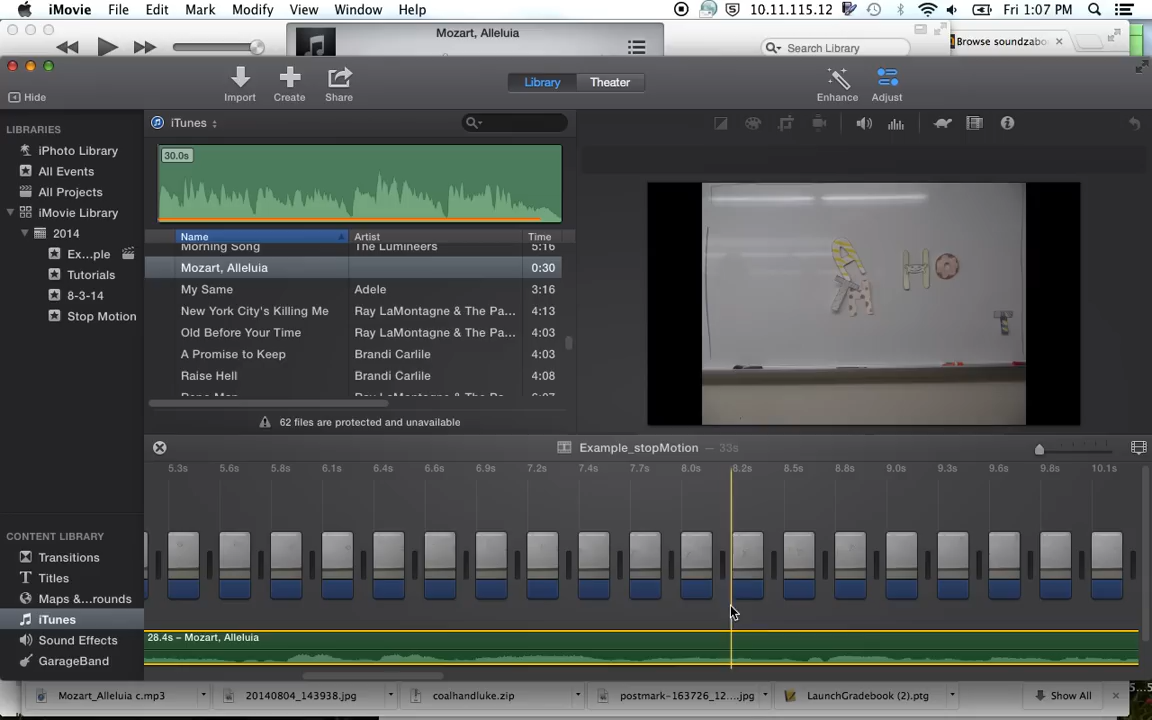 iMovie File Edit Mark Modify View Window Help 10.11.115.12 Fri 1:07 PM
Mozart, Alleluia
Search Library
Browse soundzabo
Hide
Import Create Share Library Theater Enhance Adjust
LIBRARIES
iPhoto Library
All Events
All Projects
iMovie Library
2014
Ex...ple
Tutorials
8-3-14
Stop Motion
iTunes
30.0s
Name Artist Time
Morning Song The Lumineers 5:16
Mozart, Alleluia 0:30
My Same Adele 3:16
New York City's Killing Me Ray LaMontagne & The Pa... 4:13
Old Before Your Time Ray LaMontagne & The Pa... 4:03
A Promise to Keep Brandi Carlile 4:03
Raise Hell Brandi Carlile 4:08
62 files are protected and unavailable
A HO
T
Example_stopMotion — 33s
5.3s 5.6s 5.8s 6.1s 6.4s 6.6s 6.9s 7.2s 7.4s 7.7s 8.0s 8.2s 8.5s 8.8s 9.0s 9.3s 9.6s 9.8s 10.1s
CONTENT LIBRARY
Transitions
Titles
Maps &...rounds
iTunes
Sound Effects
GarageBand
28.4s – Mozart, Alleluia
Mozart_Alleluia c.mp3 20140804_143938.jpg coalhandluke.zip postmark-163726_12....jpg LaunchGradebook (2).ptg Show All